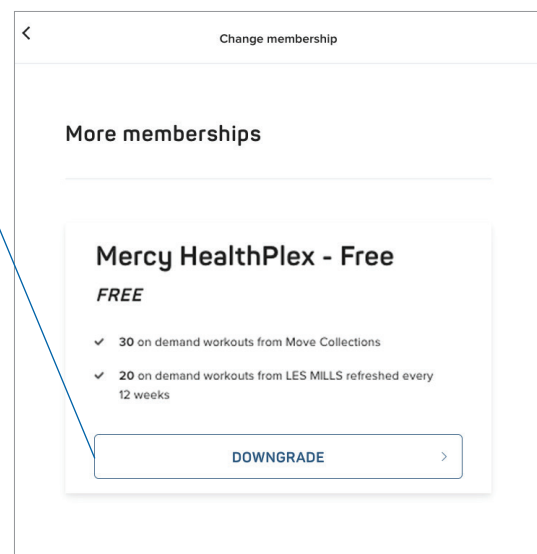 Change membership
More memberships
Mercy HealthPlex - Free
FREE
30 on demand workouts from Move Collections
20 on demand workouts from LES MILLS refreshed every
12 weeks
DOWNGRADE